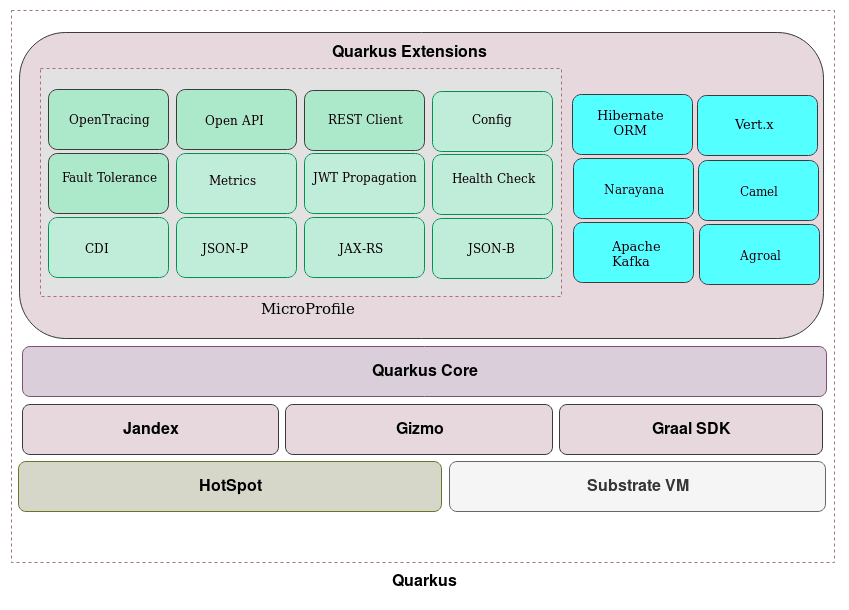 Quarkus Extensions
OpenTracing
Open API
REST Client
Config
Hibernate
ORM
Vert.x
Fault Tolerance
Metrics
JWT Propagation
Health Check
Narayana
Camel
CDI
JSON-P
JAX-RS
JSON-B
Apache
Kafka
Agroal
MicroProfile
Quarkus Core
Jandex
Gizmo
Graal SDK
HotSpot
Substrate VM
Quarkus